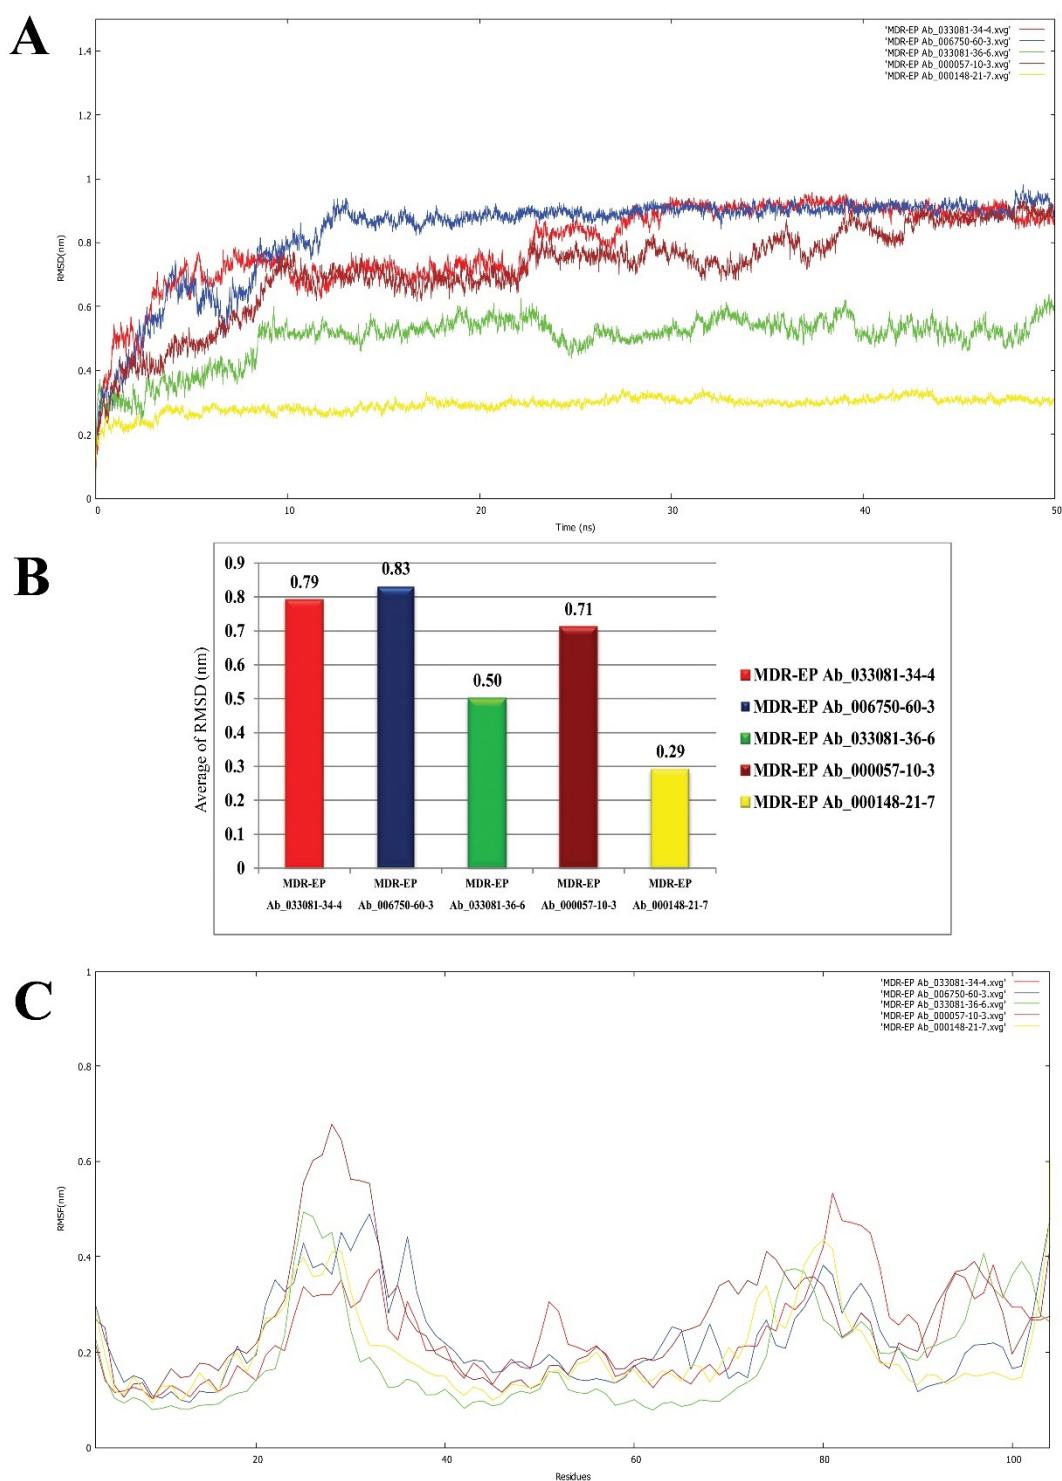 A
'MDR-EP Ab_033081-34-4.xvg'
'MDR-EP Ab_006750-60-3.xvg'
'MDR-EP Ab_033081-36-6.xvg'
'MDR-EP Ab_000057-10-3.xvg'
'MDR-EP Ab_000148-21-7.xvg'
1.4
1.2
1
0.8
0.6
0.4
0.2
0
RMSD(nm)
0 10 20 30 40 50
Time (ns)
B
0.9
0.8
0.7
0.6
0.5
0.4
0.3
0.2
0.1
0
Average of RMSD (nm)
0.79
0.83
0.50
0.71
0.29
MDR-EP Ab_033081-34-4
MDR-EP Ab_006750-60-3
MDR-EP Ab_033081-36-6
MDR-EP Ab_000057-10-3
MDR-EP Ab_000148-21-7
MDR-EP MDR-EP MDR-EP MDR-EP MDR-EP
Ab_033081-34-4 Ab_006750-60-3 Ab_033081-36-6 Ab_000057-10-3 Ab_000148-21-7
C
'MDR-EP Ab_033081-34-4.xvg'
'MDR-EP Ab_006750-60-3.xvg'
'MDR-EP Ab_033081-36-6.xvg'
'MDR-EP Ab_000057-10-3.xvg'
'MDR-EP Ab_000148-21-7.xvg'
1
0.8
0.6
0.4
0.2
0
RMSF(nm)
20 40 60 80 100
Residues